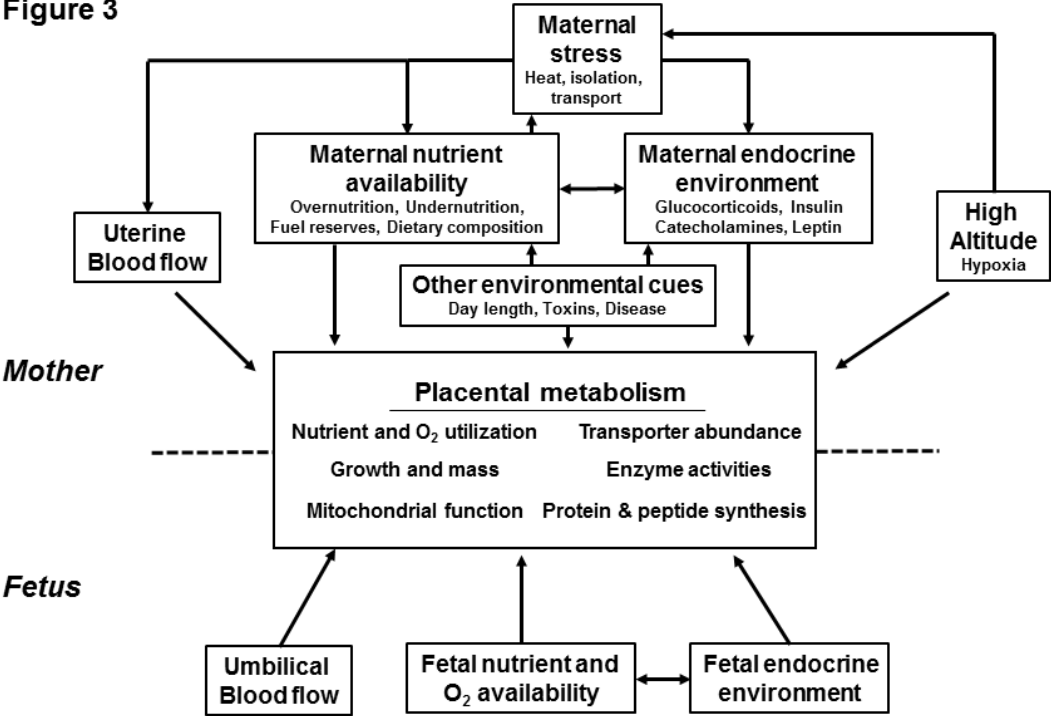 Figure 3
Maternal
stress
Heat, isolation,
transport
Maternal nutrient
availability
Overnutrition, Undernutrition,
Fuel reserves, Dietary composition
Maternal endocrine
environment
Glucocorticoids, Insulin
Catecholamines, Leptin
Uterine
Blood flow
High
Altitude
Hypoxia
Other environmental cues
Day length, Toxins, Disease
Mother
Placental metabolism
Nutrient and O₂ utilization
Transporter abundance
Growth and mass
Enzyme activities
Mitochondrial function
Protein & peptide synthesis
Fetus
Umbilical
Blood flow
Fetal nutrient and
O₂ availability
Fetal endocrine
environment